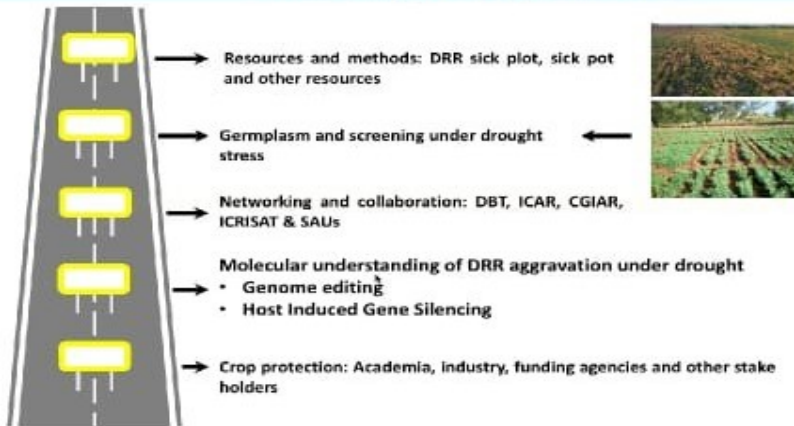 Resources and methods: DRR sick plot, sick pot
and other resources
Germplasm and screening under drought
stress
Networking and collaboration: DBT, ICAR, CGIAR,
ICRISAT & SAUs
Molecular understanding of DRR aggravation under drought
• Genome editing
• Host Induced Gene Silencing
Crop protection: Academia, industry, funding agencies and other stake
holders